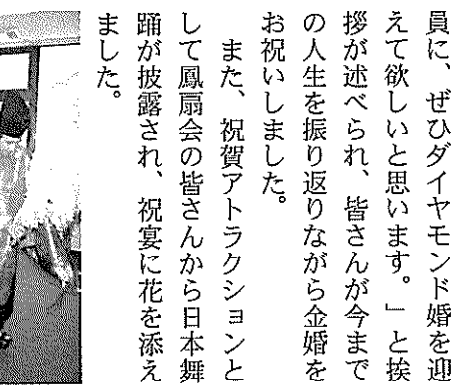 員に、ぜひダイヤモンド婚を迎
えて欲しいと思います。」と挨
拶が述べられ、皆さんが今まで
の人生を振り返りながら金婚を
お祝いしました。
また、祝賀アトラクションと
して鳳扇会の皆さんから日本舞
踊が披露され、祝宴に花を添え
ました。